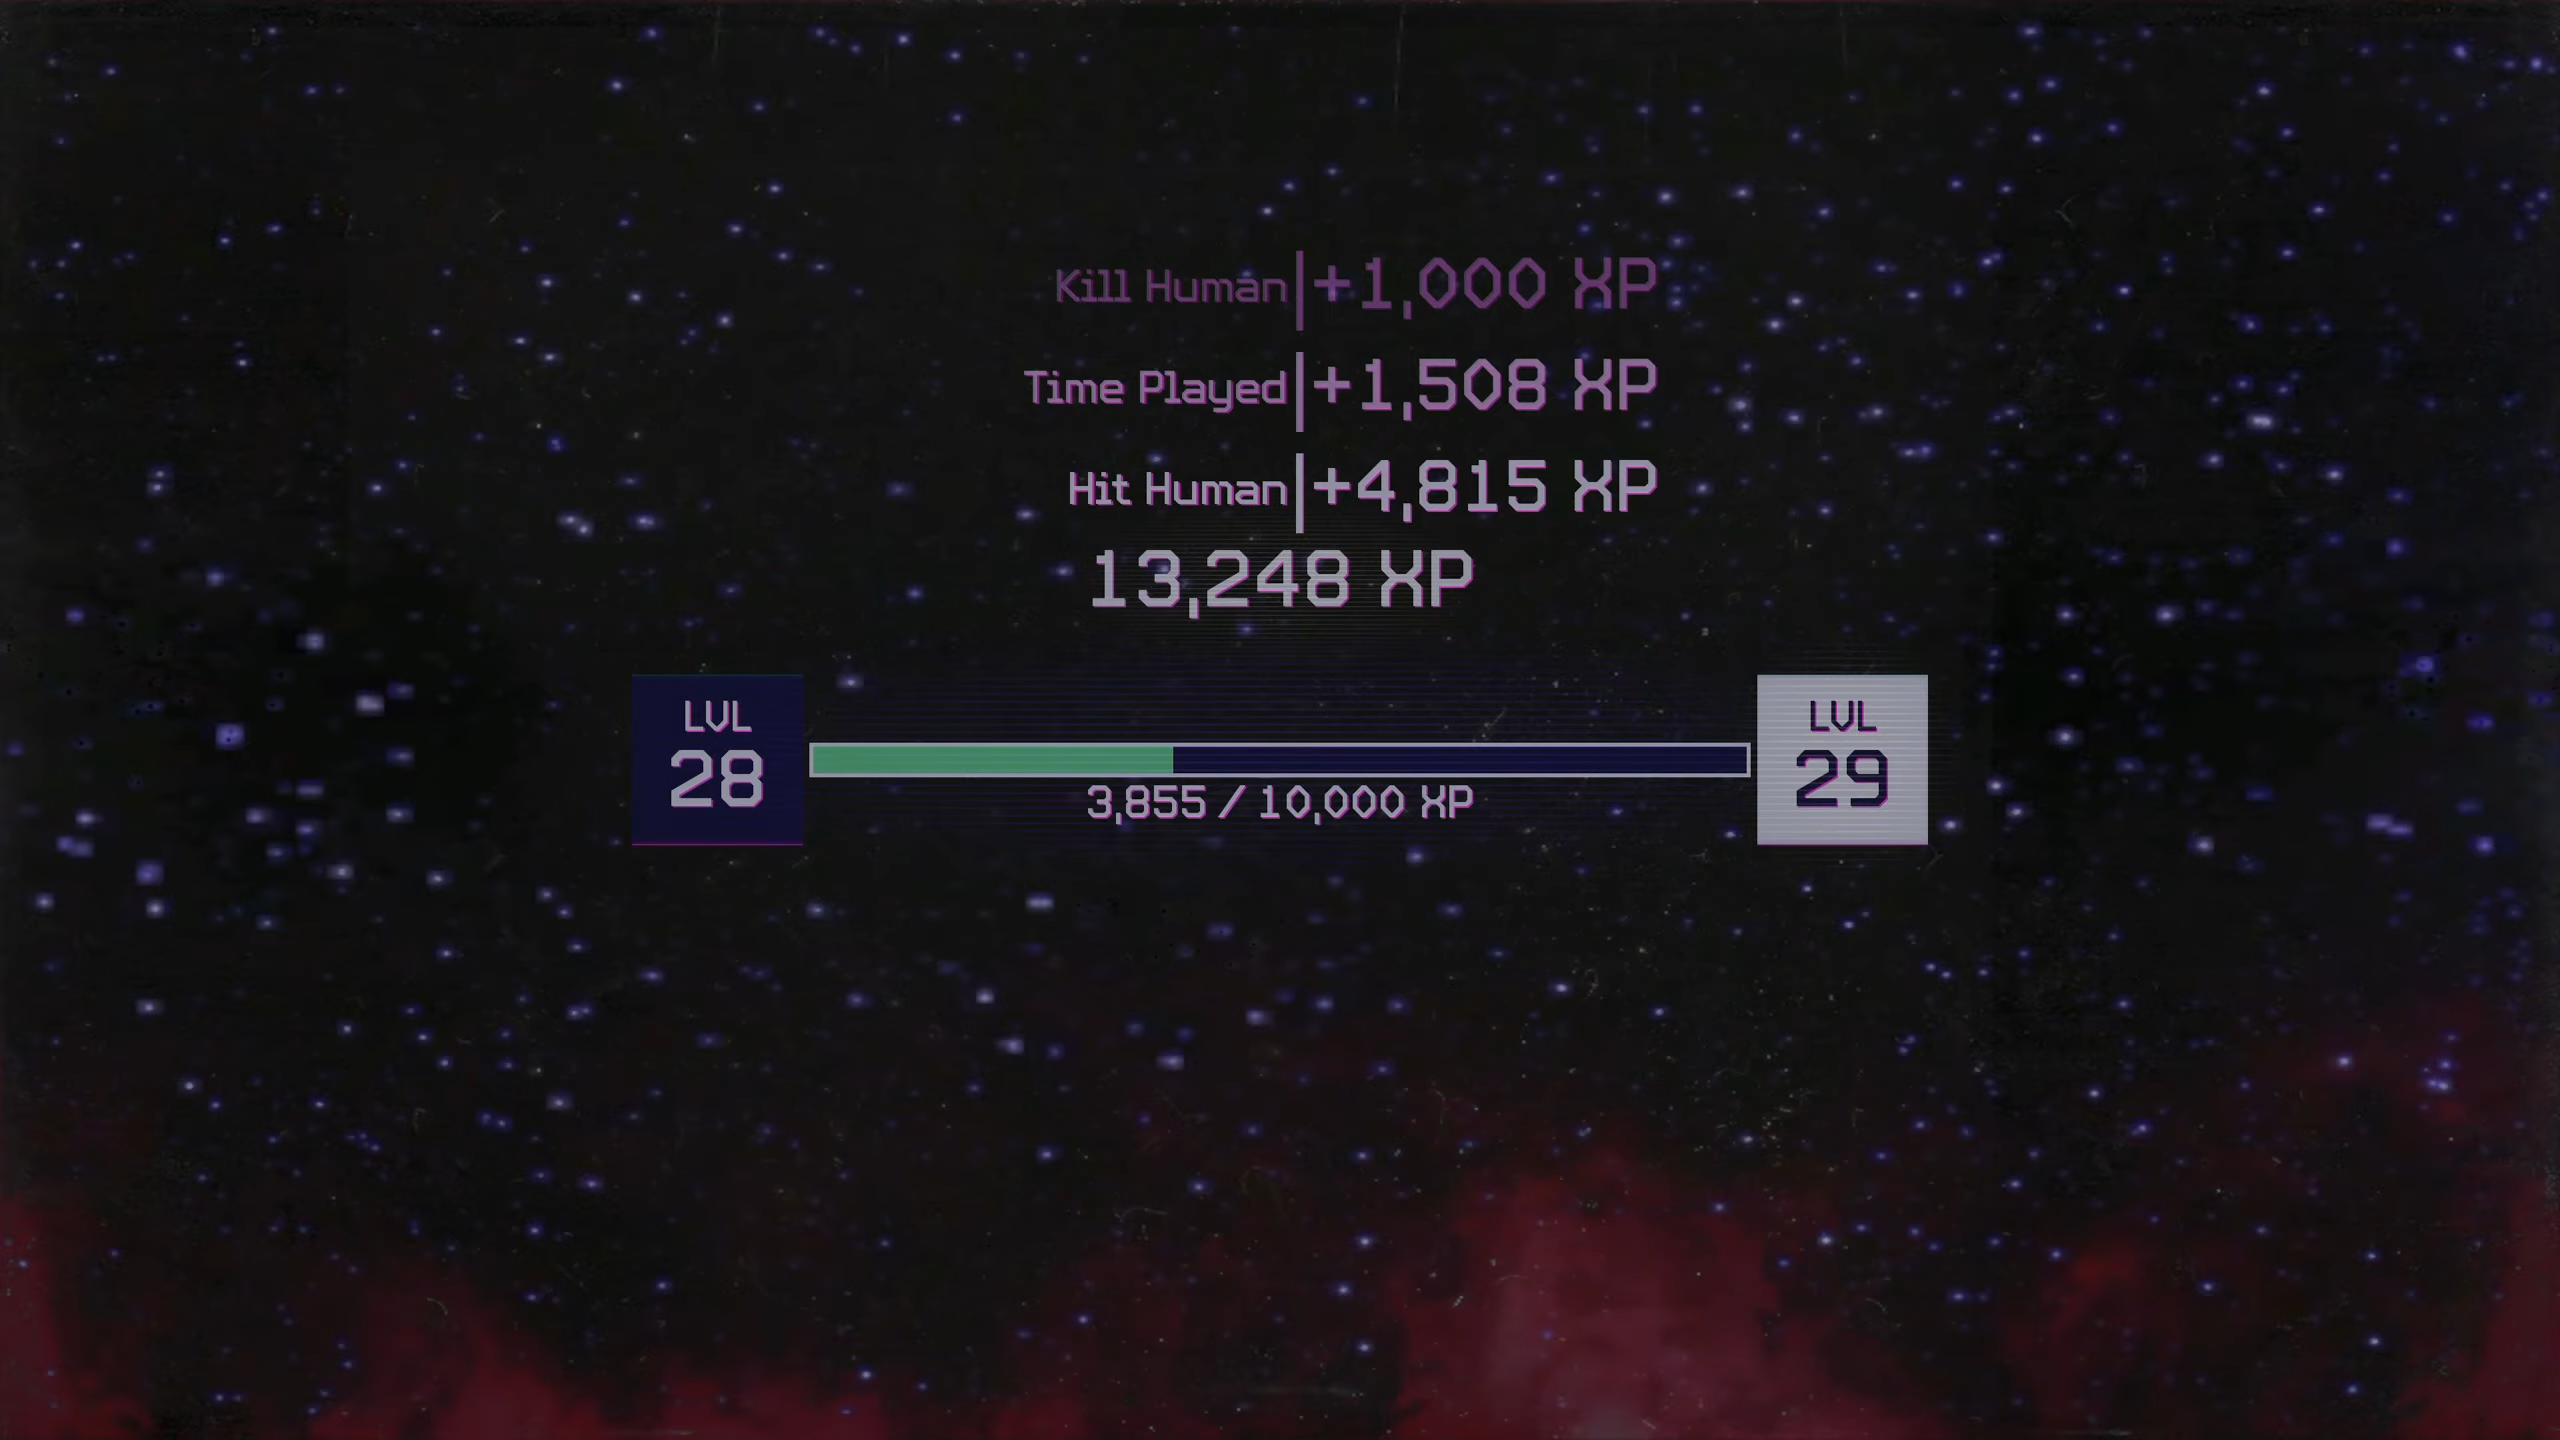 Kill Human +1,000 XP
Time Played +1,508 XP
Hit Human +4,815 XP
13,248 XP
LVL
28
3,855 / 10,000 XP
LVL
29